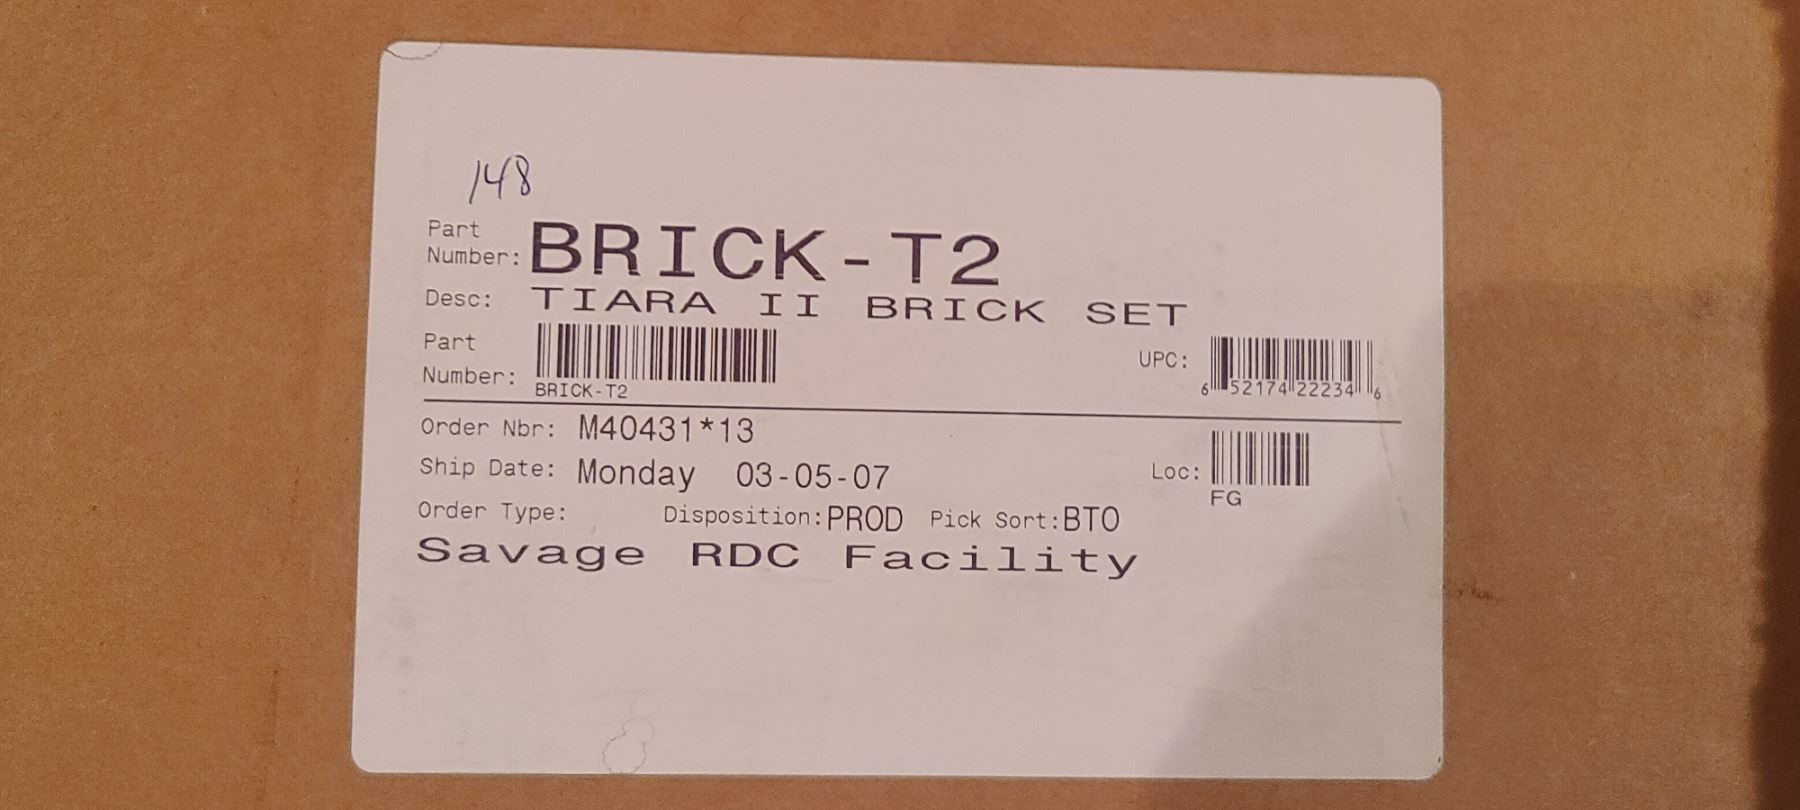 148
Part Number: BRICK-T2
Desc: TIARA II BRICK SET
Part Number: BRICK-T2
UPC: 6 52174 22234 6
Order Nbr: M40431*13
Ship Date: Monday 03-05-07
Loc: FG
Order Type: Disposition: PROD Pick Sort: BTO
Savage RDC Facility